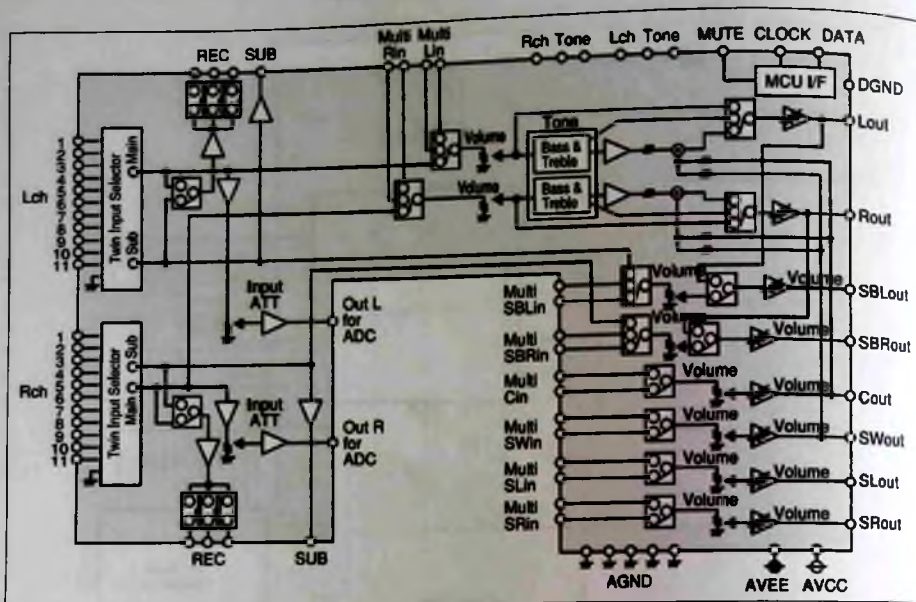 REC SUB
Multi Rin
Multi Lin
Rch Tone Lch Tone MUTE CLOCK DATA
MCU I/F
DGND
Lout
Tone
Volume
Bass & Treble
Volume
Bass & Treble
Rout
Lch
1
2
3
4
5
6
7
8
9
10
11
Twin Input Selector
Main
Sub
Input ATT
Out L for ADC
Multi SBLin
Volume
Volume
SBLout
Multi SBRin
Volume
SBRout
Rch
1
2
3
4
5
6
7
8
9
10
11
Twin Input Selector
Sub
Main
Input ATT
Out R for ADC
Multi Cin
Volume
Volume
Cout
Multi SWin
Volume
Volume
SWout
Multi SLin
Volume
Volume
SLout
Multi SRin
Volume
Volume
SRout
REC SUB
AGND AVEE AVCC